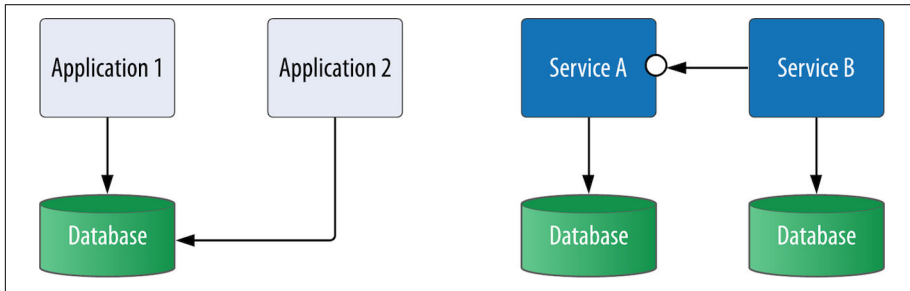 Application 1
Application 2
Service A
Service B
Database
Database
Database